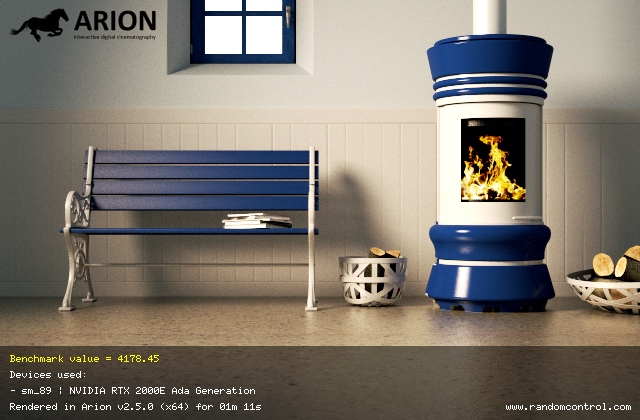 ARION
interactive digital cinematography
Benchmark value = 4178.45
Devices used:
- sm_89 ¦ NVIDIA RTX 2000E Ada Generation
Rendered in Arion v2.5.0 (x64) for 01m 11s
www.randomcontrol.com